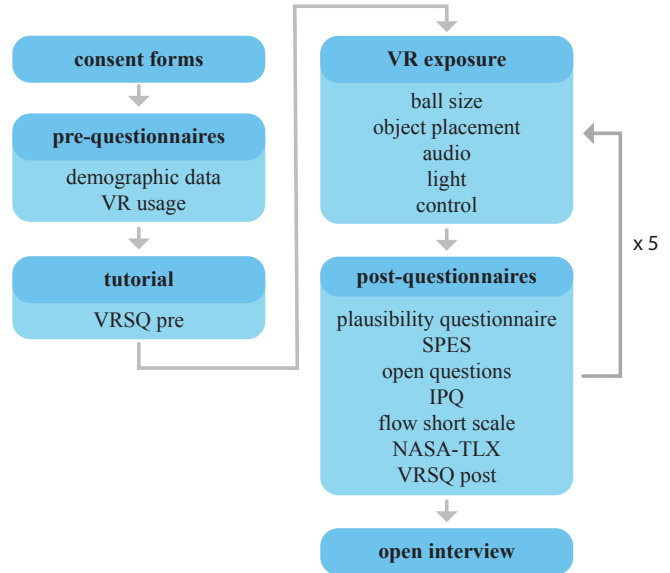 consent forms
pre-questionnaires
demographic data
VR usage
tutorial
VRSQ pre
VR exposure
ball size
object placement
audio
light
control
x 5
post-questionnaires
plausibility questionnaire
SPES
open questions
IPQ
flow short scale
NASA-TLX
VRSQ post
open interview